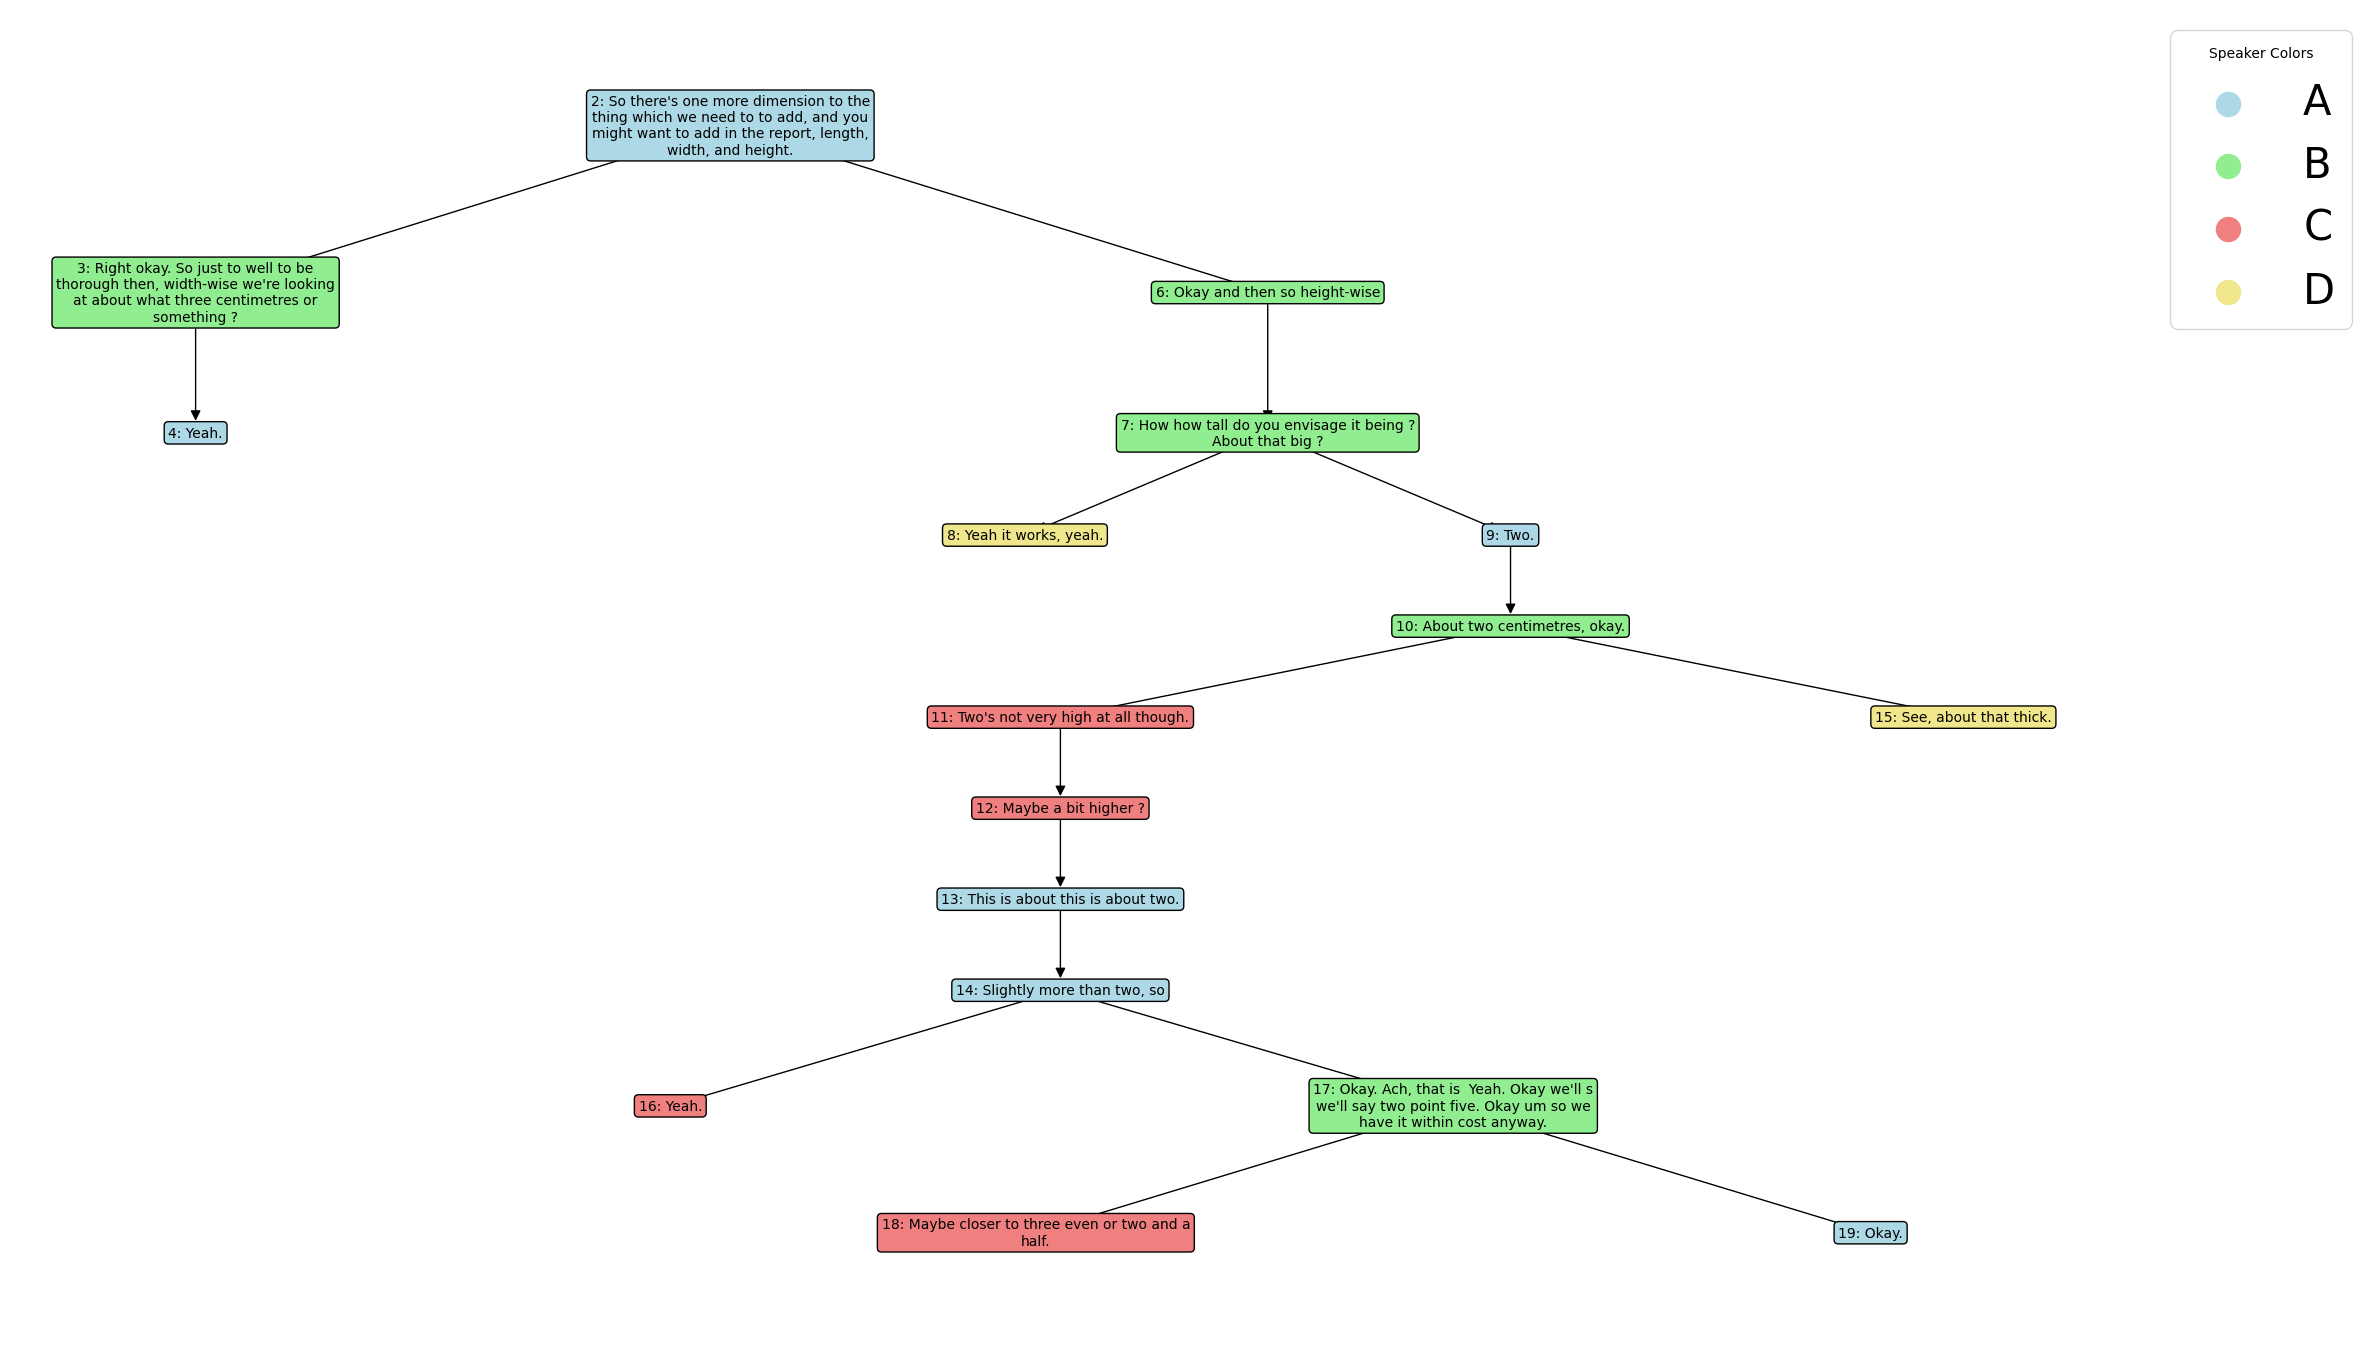 Speaker Colors
A
B
C
D
2: So there's one more dimension to the
thing which we need to to add, and you
might want to add in the report, length,
width, and height.
3: Right okay. So just to well to be
thorough then, width-wise we're looking
at about what three centimetres or
something ?
6: Okay and then so height-wise
4: Yeah.
7: How how tall do you envisage it being ?
About that big ?
8: Yeah it works, yeah.
9: Two.
10: About two centimetres, okay.
11: Two's not very high at all though.
15: See, about that thick.
12: Maybe a bit higher ?
13: This is about this is about two.
14: Slightly more than two, so
16: Yeah.
17: Okay. Ach, that is  Yeah. Okay we'll s
we'll say two point five. Okay um so we
have it within cost anyway.
18: Maybe closer to three even or two and a
half.
19: Okay.